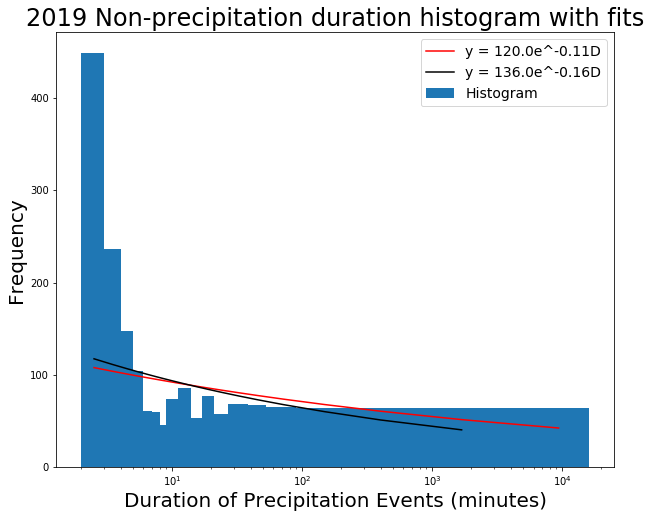 2019 Non-precipitation duration histogram with fits
y = 120.0e^-0.11D
y = 136.0e^-0.16D
Histogram
Frequency
400
300
200
100
0
10^1
10^2
10^3
10^4
Duration of Precipitation Events (minutes)